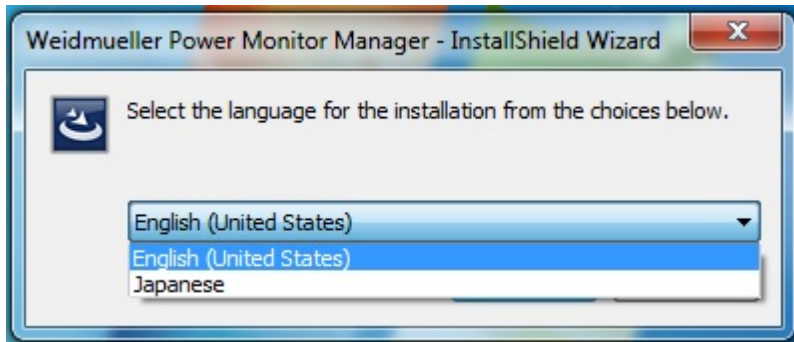 Weidmueller Power Monitor Manager - InstallShield Wizard
Select the language for the installation from the choices below.
English (United States)
English (United States)
Japanese